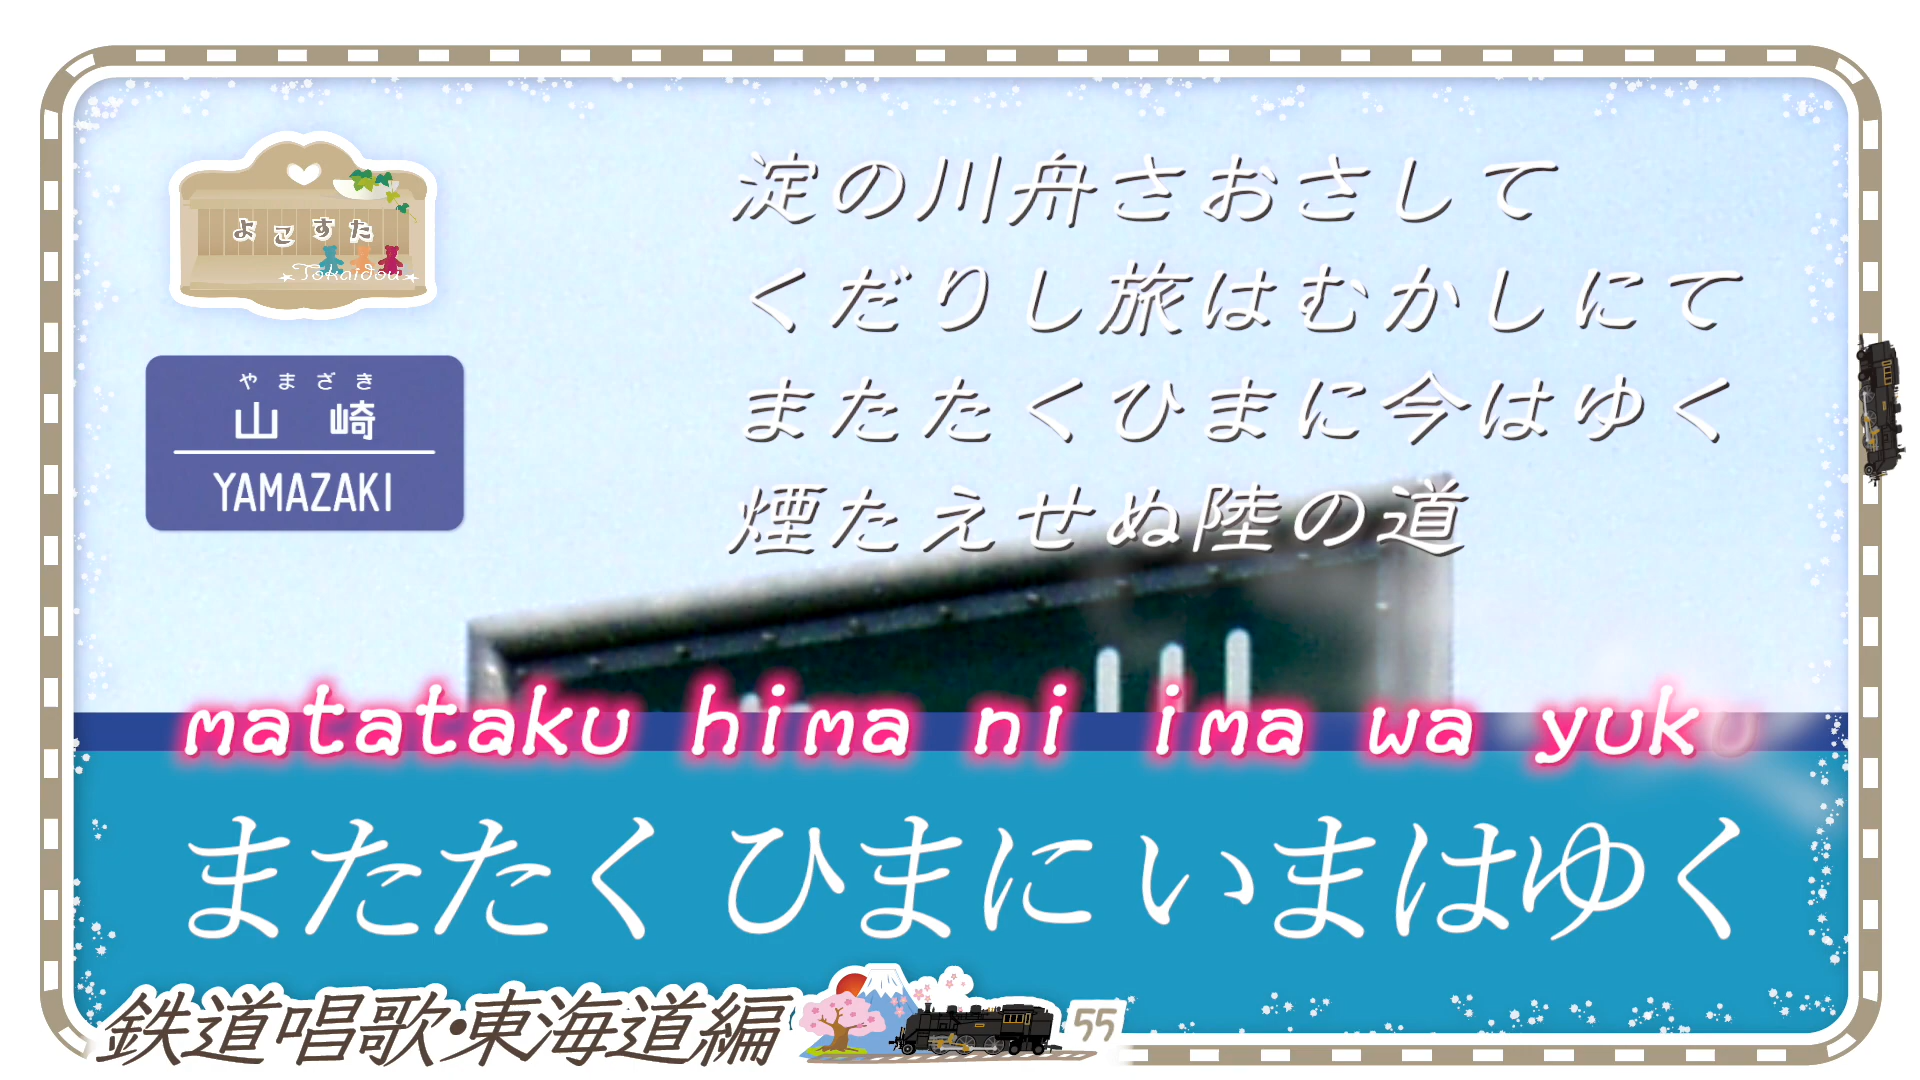 よこすた
Tokaidou
やまざき
山崎
YAMAZAKI
淀の川舟さおさして
くだりし旅はむかしにて
またたくひまに今はゆく
煙たえせぬ陸の道
matataku hima ni ima wa yuku
またたく ひまに いまはゆく
鉄道唱歌・東海道編
55